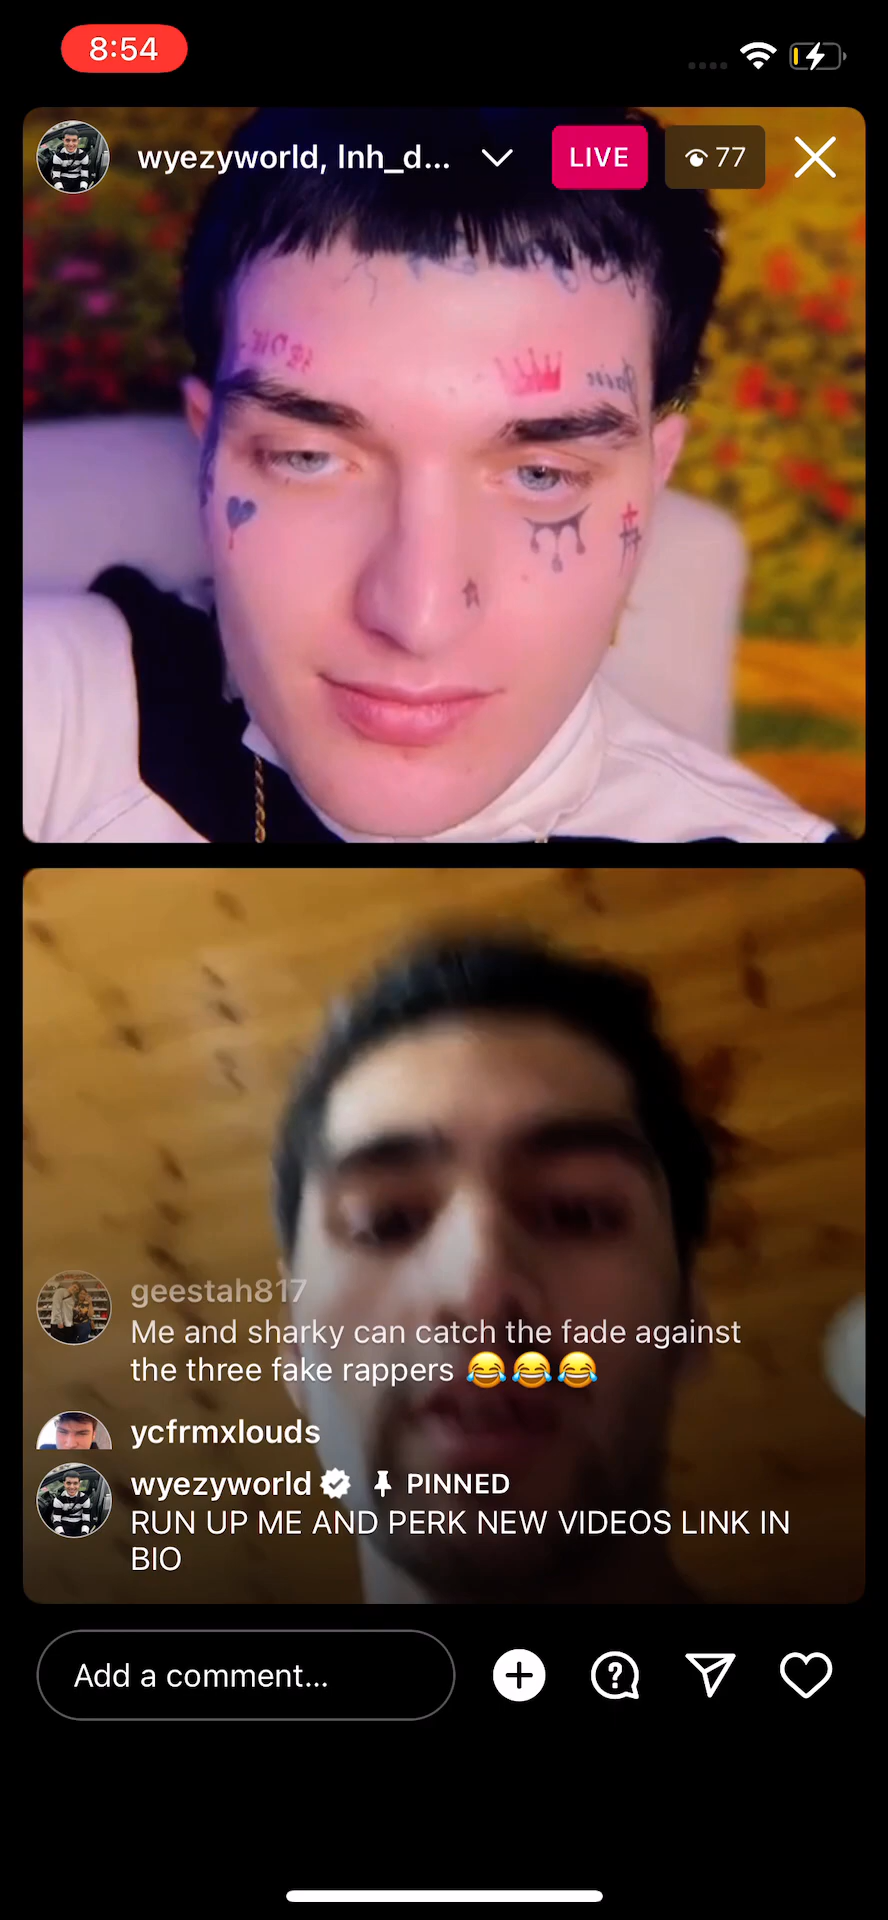 8:54
wyezyworld, lnh_d...
LIVE
77
geestah817
Me and sharky can catch the fade against
the three fake rappers 😂😂😂
ycfrmxlouds
wyezyworld PINNED
RUN UP ME AND PERK NEW VIDEOS LINK IN
BIO
Add a comment...